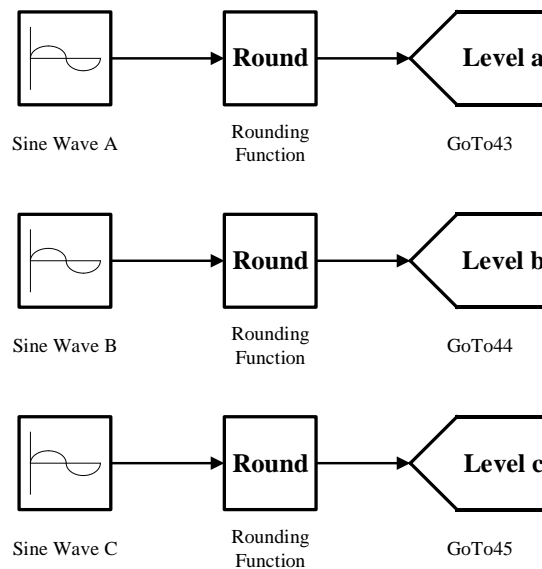 Round
Level a
Sine Wave A
Rounding
Function
GoTo43
Round
Level b
Sine Wave B
Rounding
Function
GoTo44
Round
Level c
Sine Wave C
Rounding
Function
GoTo45